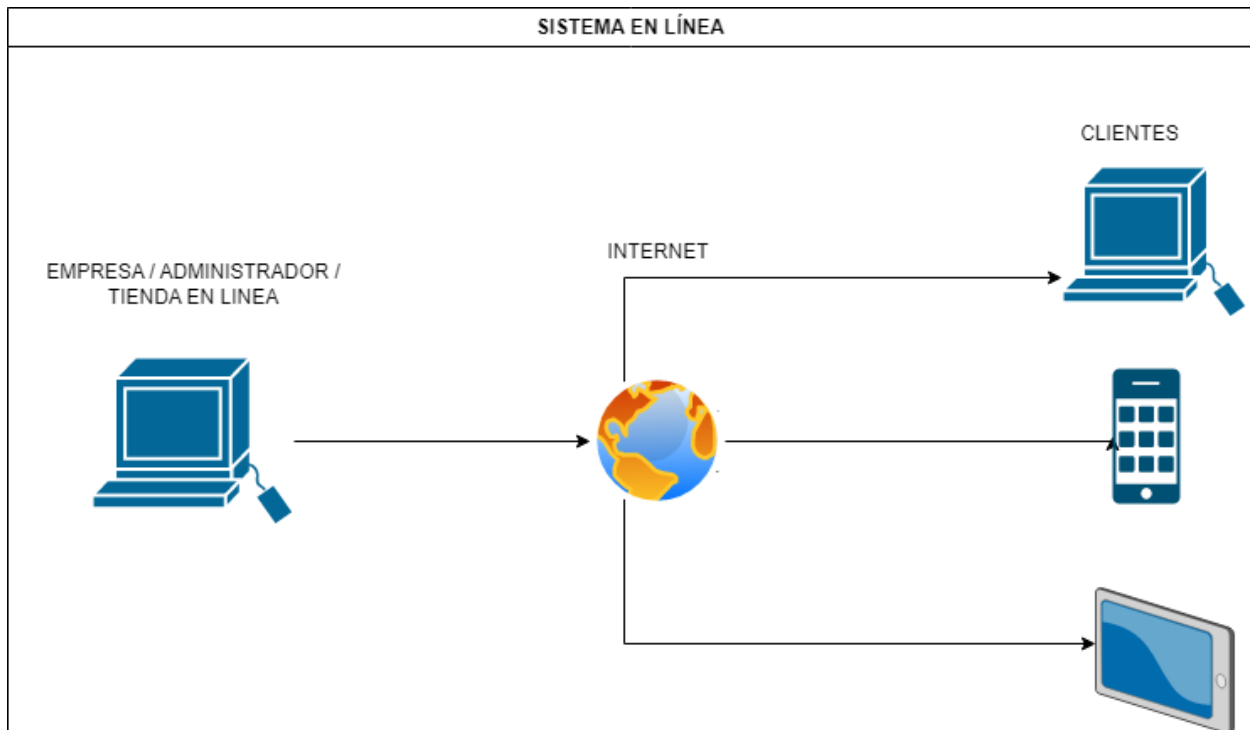 SISTEMA EN LÍNEA
CLIENTES
INTERNET
EMPRESA / ADMINISTRADOR /
TIENDA EN LINEA